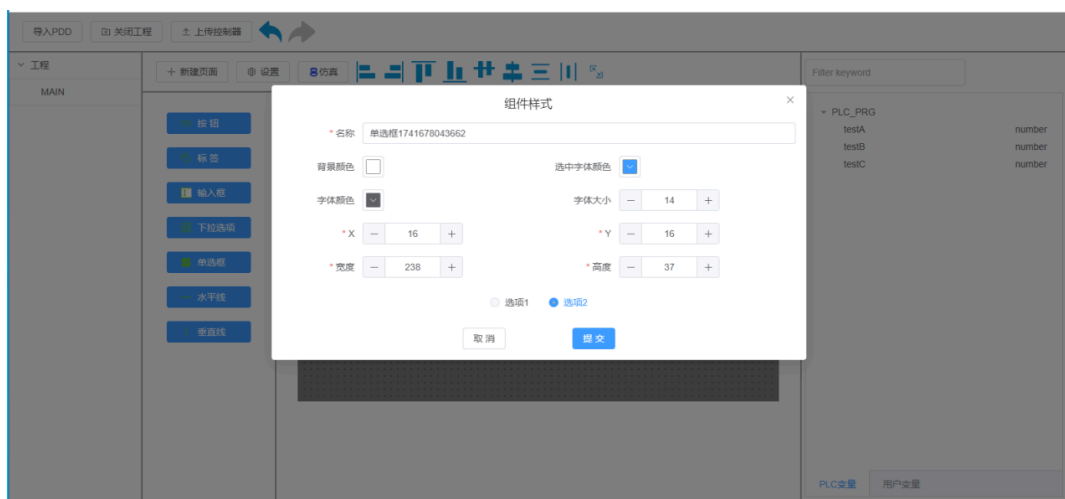 导入PDD 关闭工程 上传控制器
工程
MAIN
新建页面 设置 仿真
Filter keyword
按钮
标签
输入框
下拉选项
单选框
水平线
垂直线
组件样式
* 名称 单选框1741678043662
背景颜色 选中字体颜色
字体颜色 字体大小 14
* X 16 * Y 16
* 宽度 238 * 高度 37
选项1 选项2
取消 提交
PLC_PRG
testA number
testB number
testC number
PLC变量 用户变量